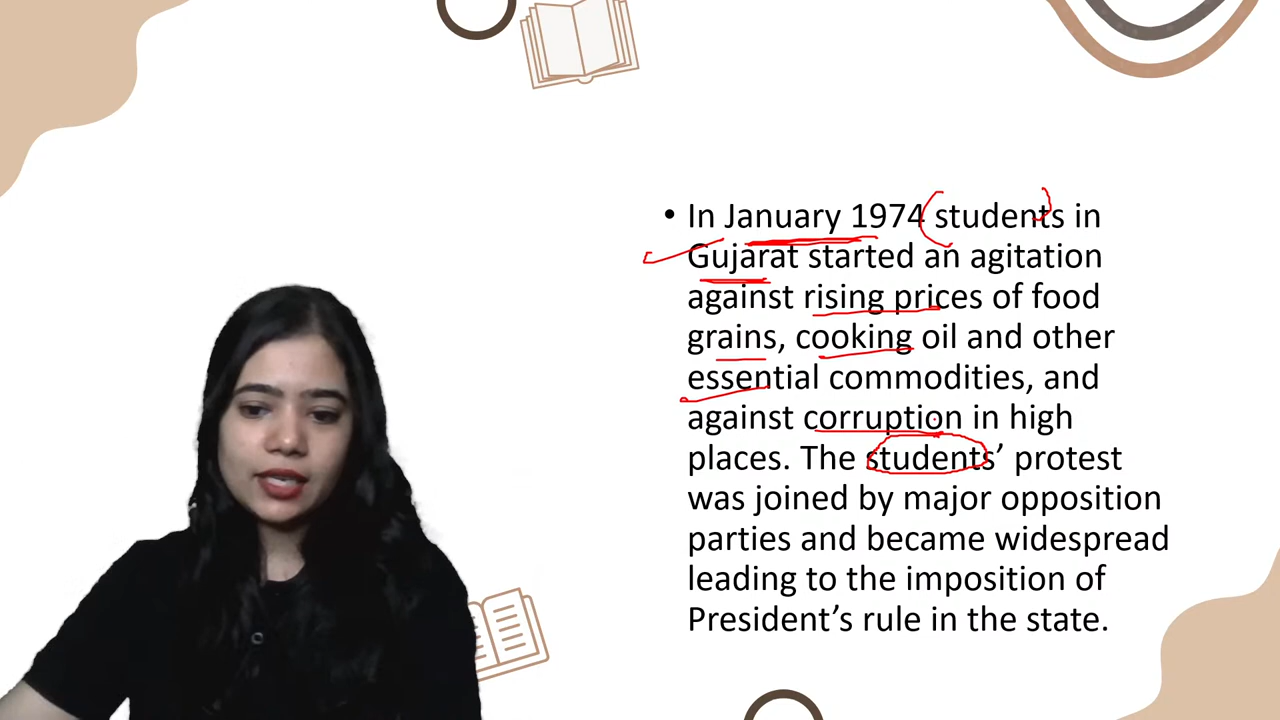 • In January 1974 students in
Gujarat started an agitation
against rising prices of food
grains, cooking oil and other
essential commodities, and
against corruption in high
places. The students’ protest
was joined by major opposition
parties and became widespread
leading to the imposition of
President’s rule in the state.